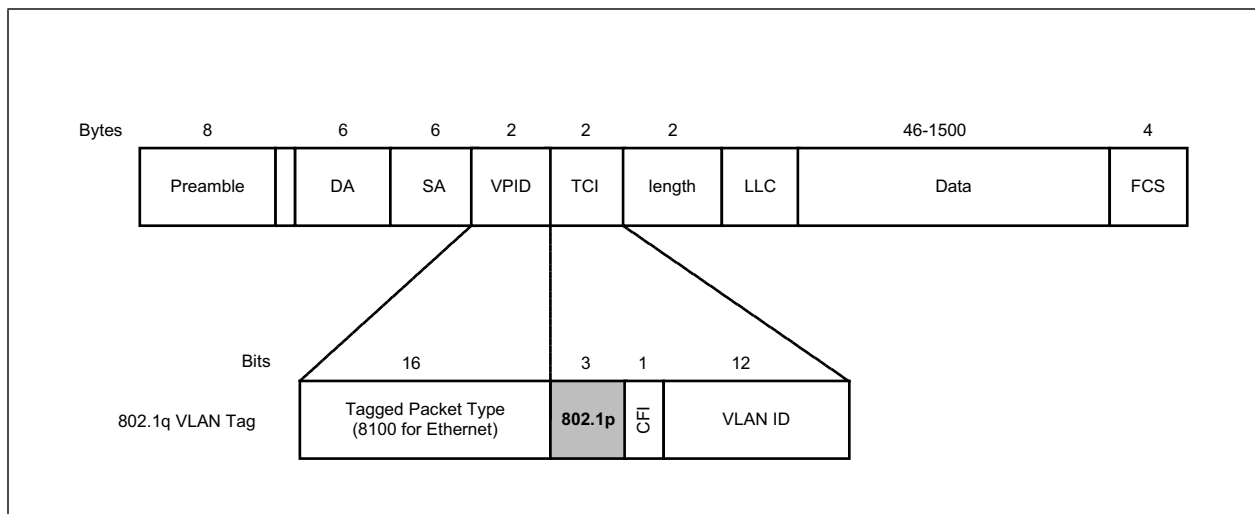 Bytes 8 6 6 2 2 2 46-1500 4
Preamble DA SA VPID TCI length LLC Data FCS
Bits 16 3 1 12
802.1q VLAN Tag
Tagged Packet Type
(8100 for Ethernet)
802.1p
CFI
VLAN ID